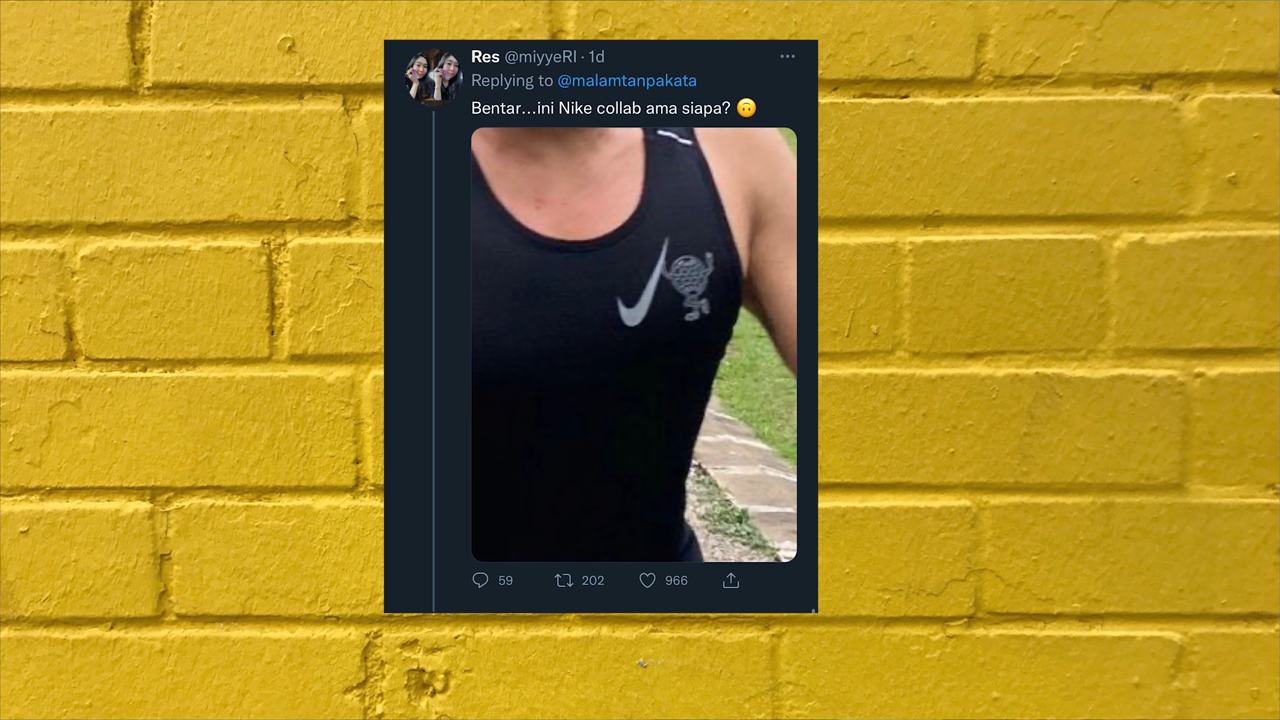 Res @miyyeRI · 1d
Replying to @malamtanpakata
Bentar...ini Nike collab ama siapa? 🙃
59 202 966